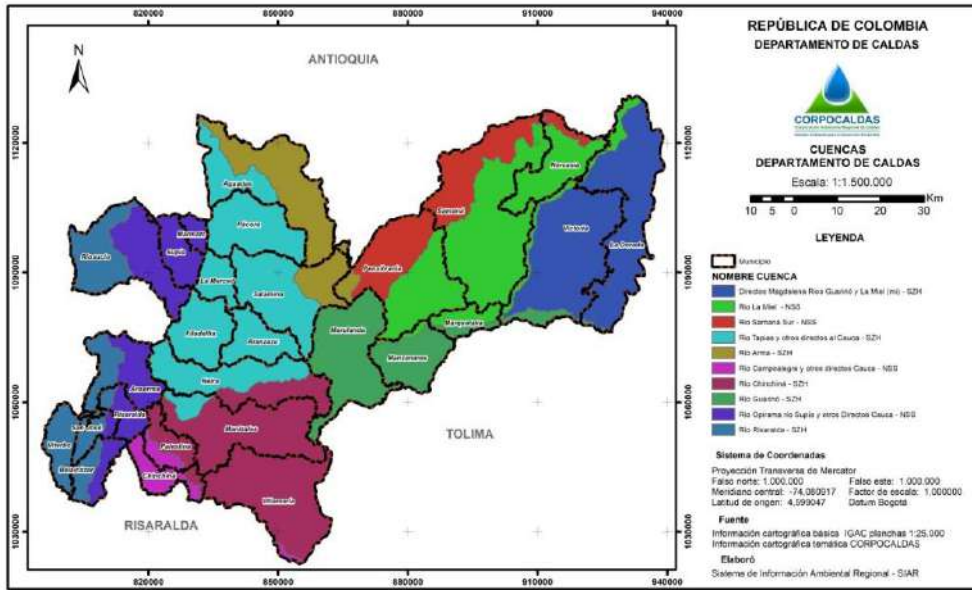 820000 850000 880000 910000 940000
1120000
1090000
1060000
1030000
N
ANTIOQUIA
TOLIMA
RISARALDA
Aguadas
Pácora
Salamina
La Merced
Filadelfia
Aranzazu
Neira
Riosucio
Supía
Marmato
Anserma
Risaralda
San José
Viterbo
Belalcázar
Palestina
Chinchiná
Manizales
Villamaría
Marulanda
Manzanares
Marquetalia
Pensilvania
Samaná
Norcasia
Victoria
La Dorada
820000 850000 880000 910000 940000
REPÚBLICA DE COLOMBIA
DEPARTAMENTO DE CALDAS
CORPOCALDAS
CUENCAS
DEPARTAMENTO DE CALDAS
Escala: 1:1.500.000
10 5 0 10 20 30 Km
LEYENDA
Municipio
NOMBRE CUENCA
Directos Magdalena Rios Guarinó y La Miel (mi) - SZH
Río La Miel - NSS
Río Samaná Sur - NSS
Río Tapias y otros directos al Cauca - SZH
Río Arma - SZH
Río Campoalegre y otros directos Cauca - NSS
Río Chinchiná - SZH
Río Guarinó - SZH
Río Opirama río Supía y otros Directos Cauca - NSS
Río Risaralda - SZH
Sistema de Coordenadas
Proyección Transversa de Mercator
Falso norte: 1.000.000 Falso este: 1.000.000
Meridiano central: -74,080917 Factor de escala: 1,000000
Latitud de origen: 4,599047 Datum Bogotá
Fuente
Información cartográfica básica IGAC planchas 1:25.000
Información cartográfica temática CORPOCALDAS
Elaboró
Sistema de Información Ambiental Regional - SIAR